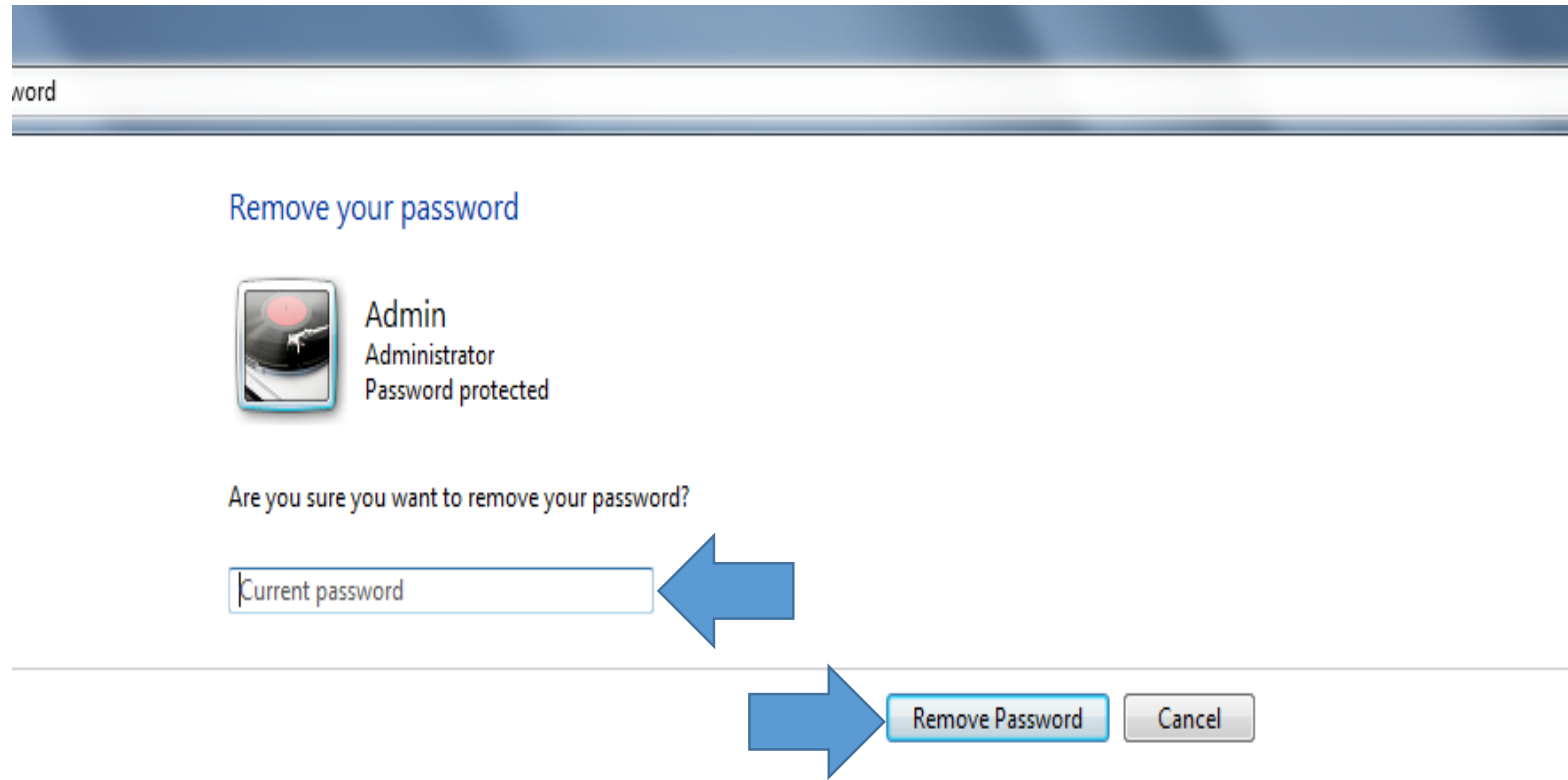 word
Remove your password
Admin
Administrator
Password protected
Are you sure you want to remove your password?
Current password
Remove Password
Cancel